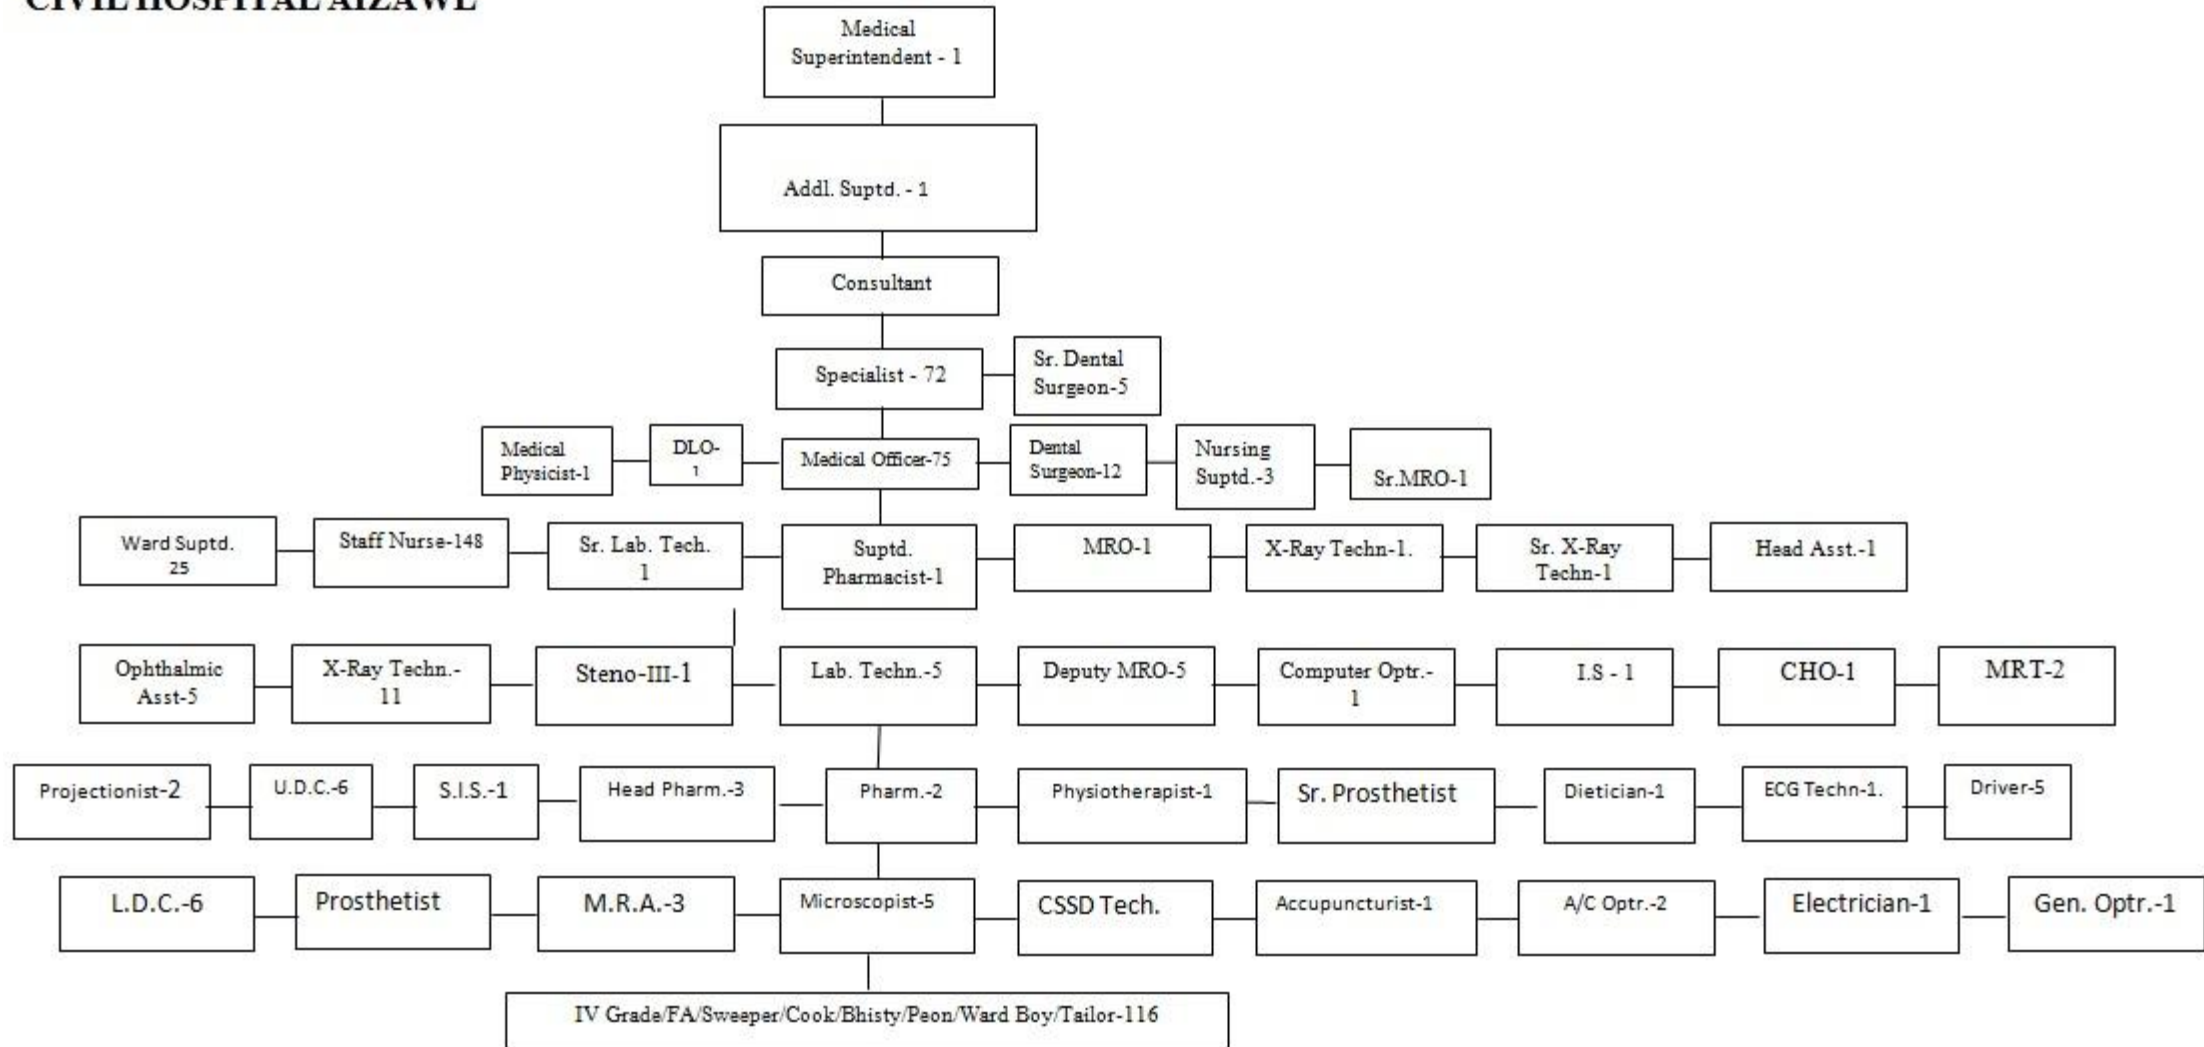 CIVIL HOSPITAL AIZAWL
Medical
Superintendent - 1
Addl. Suptd. - 1
Consultant
Specialist - 72
Sr. Dental
Surgeon-5
Medical
Physicist-1
DLO-
1
Medical Officer-75
Dental
Surgeon-12
Nursing
Suptd.-3
Sr.MRO-1
Ward Suptd.
25
Staff Nurse-148
Sr. Lab. Tech.
1
Suptd.
Pharmacist-1
MRO-1
X-Ray Techn-1.
Sr. X-Ray
Techn-1
Head Asst.-1
Ophthalmic
Asst-5
X-Ray Techn.-
11
Steno-III-1
Lab. Techn.-5
Deputy MRO-5
Computer Optr.-
1
I.S - 1
CHO-1
MRT-2
Projectionist-2
U.D.C.-6
S.I.S.-1
Head Pharm.-3
Pharm.-2
Physiotherapist-1
Sr. Prosthetist
Dietician-1
ECG Techn-1.
Driver-5
L.D.C.-6
Prosthetist
M.R.A.-3
Microscopist-5
CSSD Tech.
Accupuncturist-1
A/C Optr.-2
Electrician-1
Gen. Optr.-1
IV Grade/FA/Sweeper/Cook/Bhisty/Peon/Ward Boy/Tailor-116